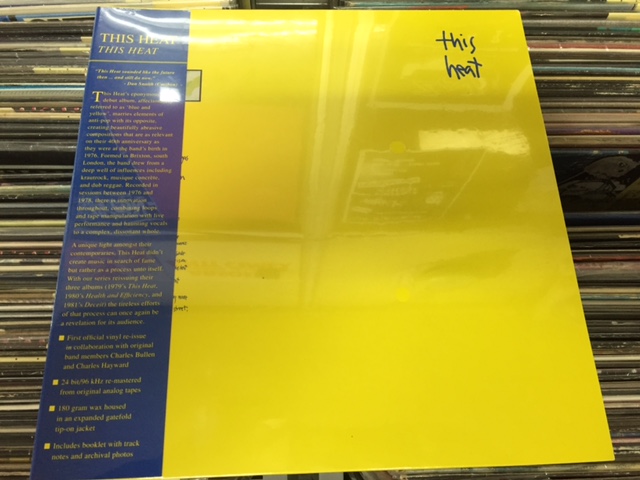 THIS HEAT
THIS HEAT
"This Heat sounded like the future
then ... and still do now."
- Dan Snaith (Caribou)
This Heat's eponymous
debut album, affectionately
referred to as 'blue and
yellow', marries elements of
anti-pop with its opposite,
creating beautifully abrasive
compositions that are as relevant
on their 40th anniversary as
they were at the band's birth in
1976. Formed in Brixton, south
London, the band drew from a
deep well of influences including
krautrock, musique concrète,
and dub reggae. Recorded in
sessions between 1976 and
1978, there is
throughout, combining loops
and tape manipulation with live
performance and haunting vocals
to a complex, dissonant whole.
A unique light amongst their
contemporaries, This Heat didn't
create music in search of fame
but rather as a process unto itself.
With our series reissuing their
three albums (1979's This Heat,
1980's Health and Efficiency, and
1981's Deceit) the tireless efforts
of that process can once again be
a revelation for its audience.
First official vinyl re-issue
in collaboration with original
band members Charles Bullen
and Charles Hayward
24 bit/96 kHz re-mastered
from original analog tapes
180 gram wax housed
in an expanded gatefold
tip-on jacket
Includes booklet with track
notes and archival photos
this
heat